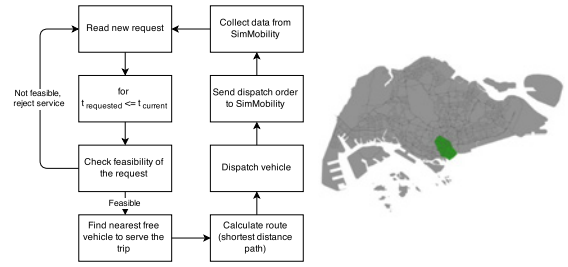 Read new request
Collect data from
SimMobility
Not feasible,
reject service
for
t requested <= t current
Send dispatch order
to SimMobility
Check feasibility of
the request
Dispatch vehicle
Feasible
Find nearest free
vehicle to serve the
trip
Calculate route
(shortest distance
path)